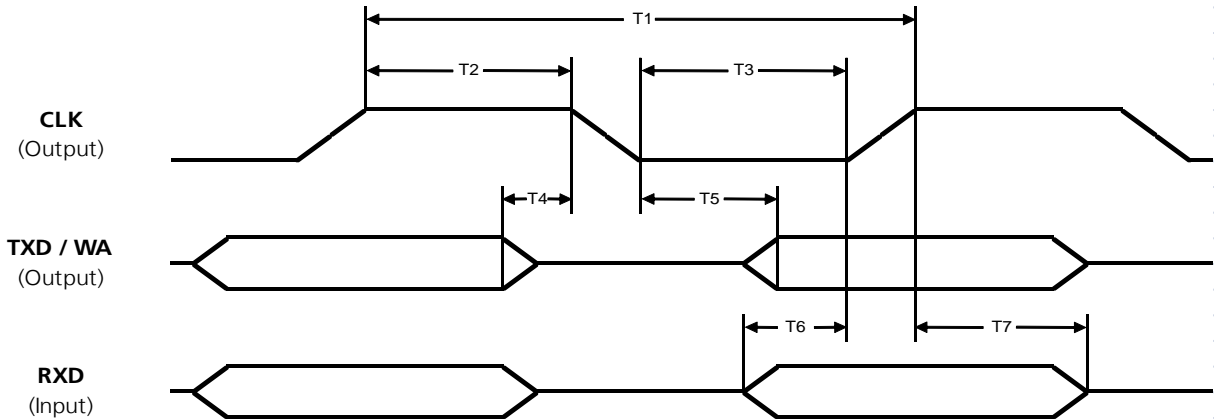 T1
T2
T3
CLK
(Output)
T4
T5
TXD / WA
(Output)
T6
T7
RXD
(Input)